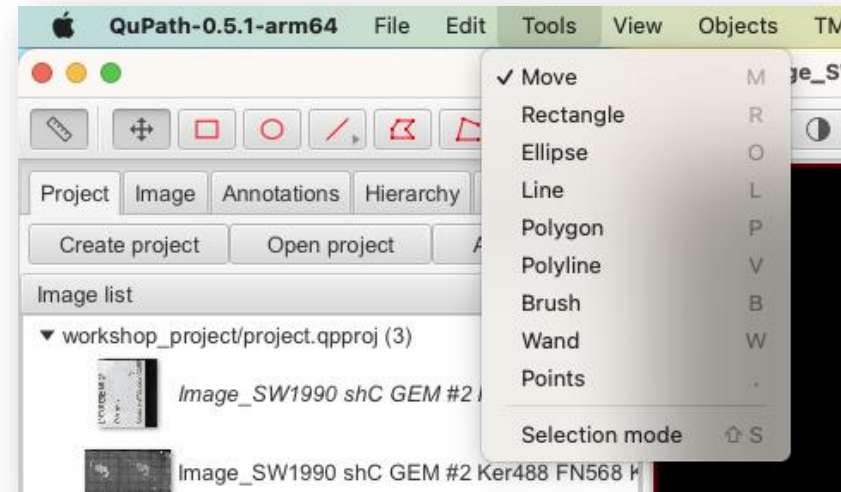 QuPath-0.5.1-arm64 File Edit Tools View Objects TM
Move M
Rectangle R
Ellipse O
Line L
Polygon P
Polyline V
Brush B
Wand W
Points .
Selection mode ⇧ S
Project Image Annotations Hierarchy
Create project Open project A
Image list
workshop_project/project.qpproj (3)
Image_SW1990 shC GEM #2
Image_SW1990 shC GEM #2 Ker488 FN568